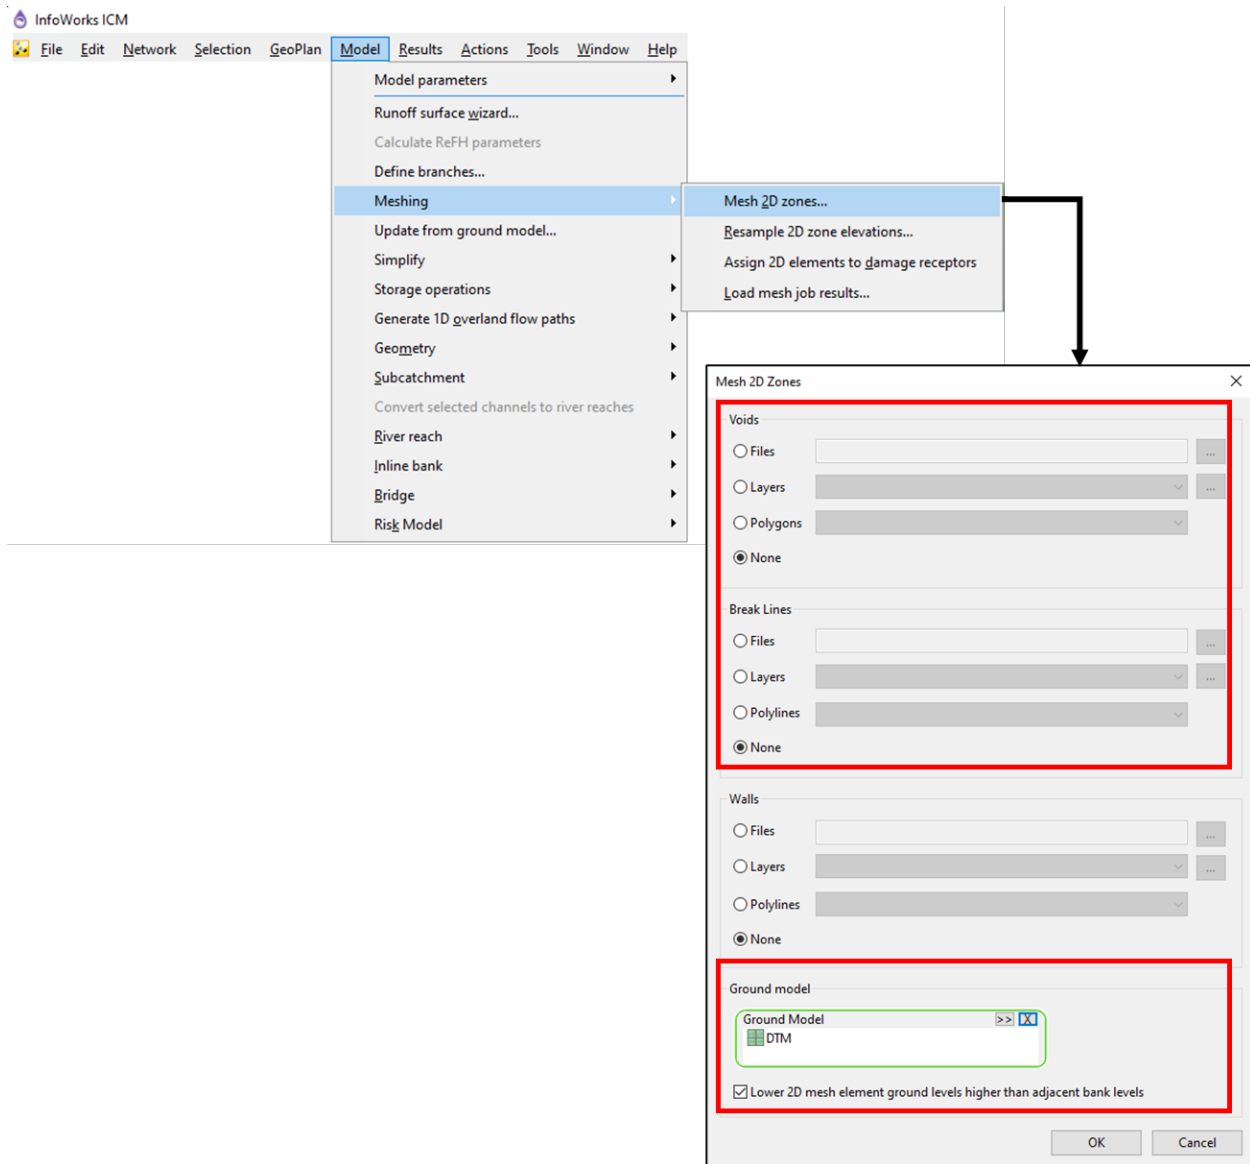 InfoWorks ICM
File Edit Network Selection GeoPlan Model Results Actions Tools Window Help
Model parameters
Runoff surface wizard...
Calculate ReFH parameters
Define branches...
Meshing
Update from ground model...
Simplify
Storage operations
Generate 1D overland flow paths
Geometry
Subcatchment
Convert selected channels to river reaches
River reach
Inline bank
Bridge
Risk Model
Mesh 2D zones...
Resample 2D zone elevations...
Assign 2D elements to damage receptors
Load mesh job results...
Mesh 2D Zones
Voids
Files
...
Layers
...
Polygons
None
Break Lines
Files
...
Layers
...
Polylines
None
Walls
Files
...
Layers
...
Polylines
None
Ground model
Ground Model >> X
DTM
Lower 2D mesh element ground levels higher than adjacent bank levels
OK Cancel